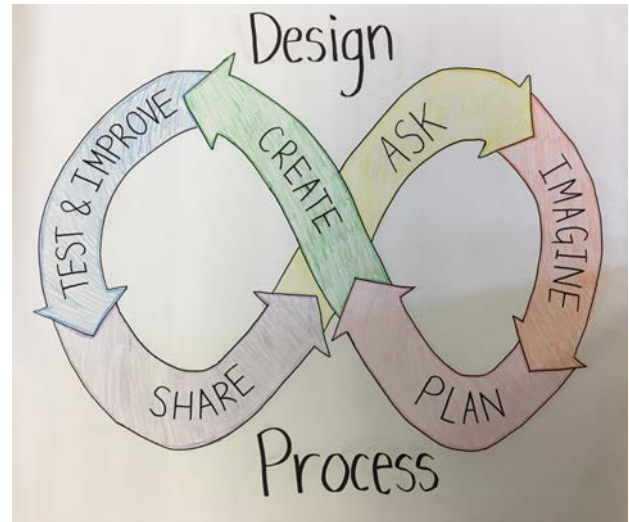 Design
ASK
IMAGINE
PLAN
CREATE
TEST & IMPROVE
SHARE
Process